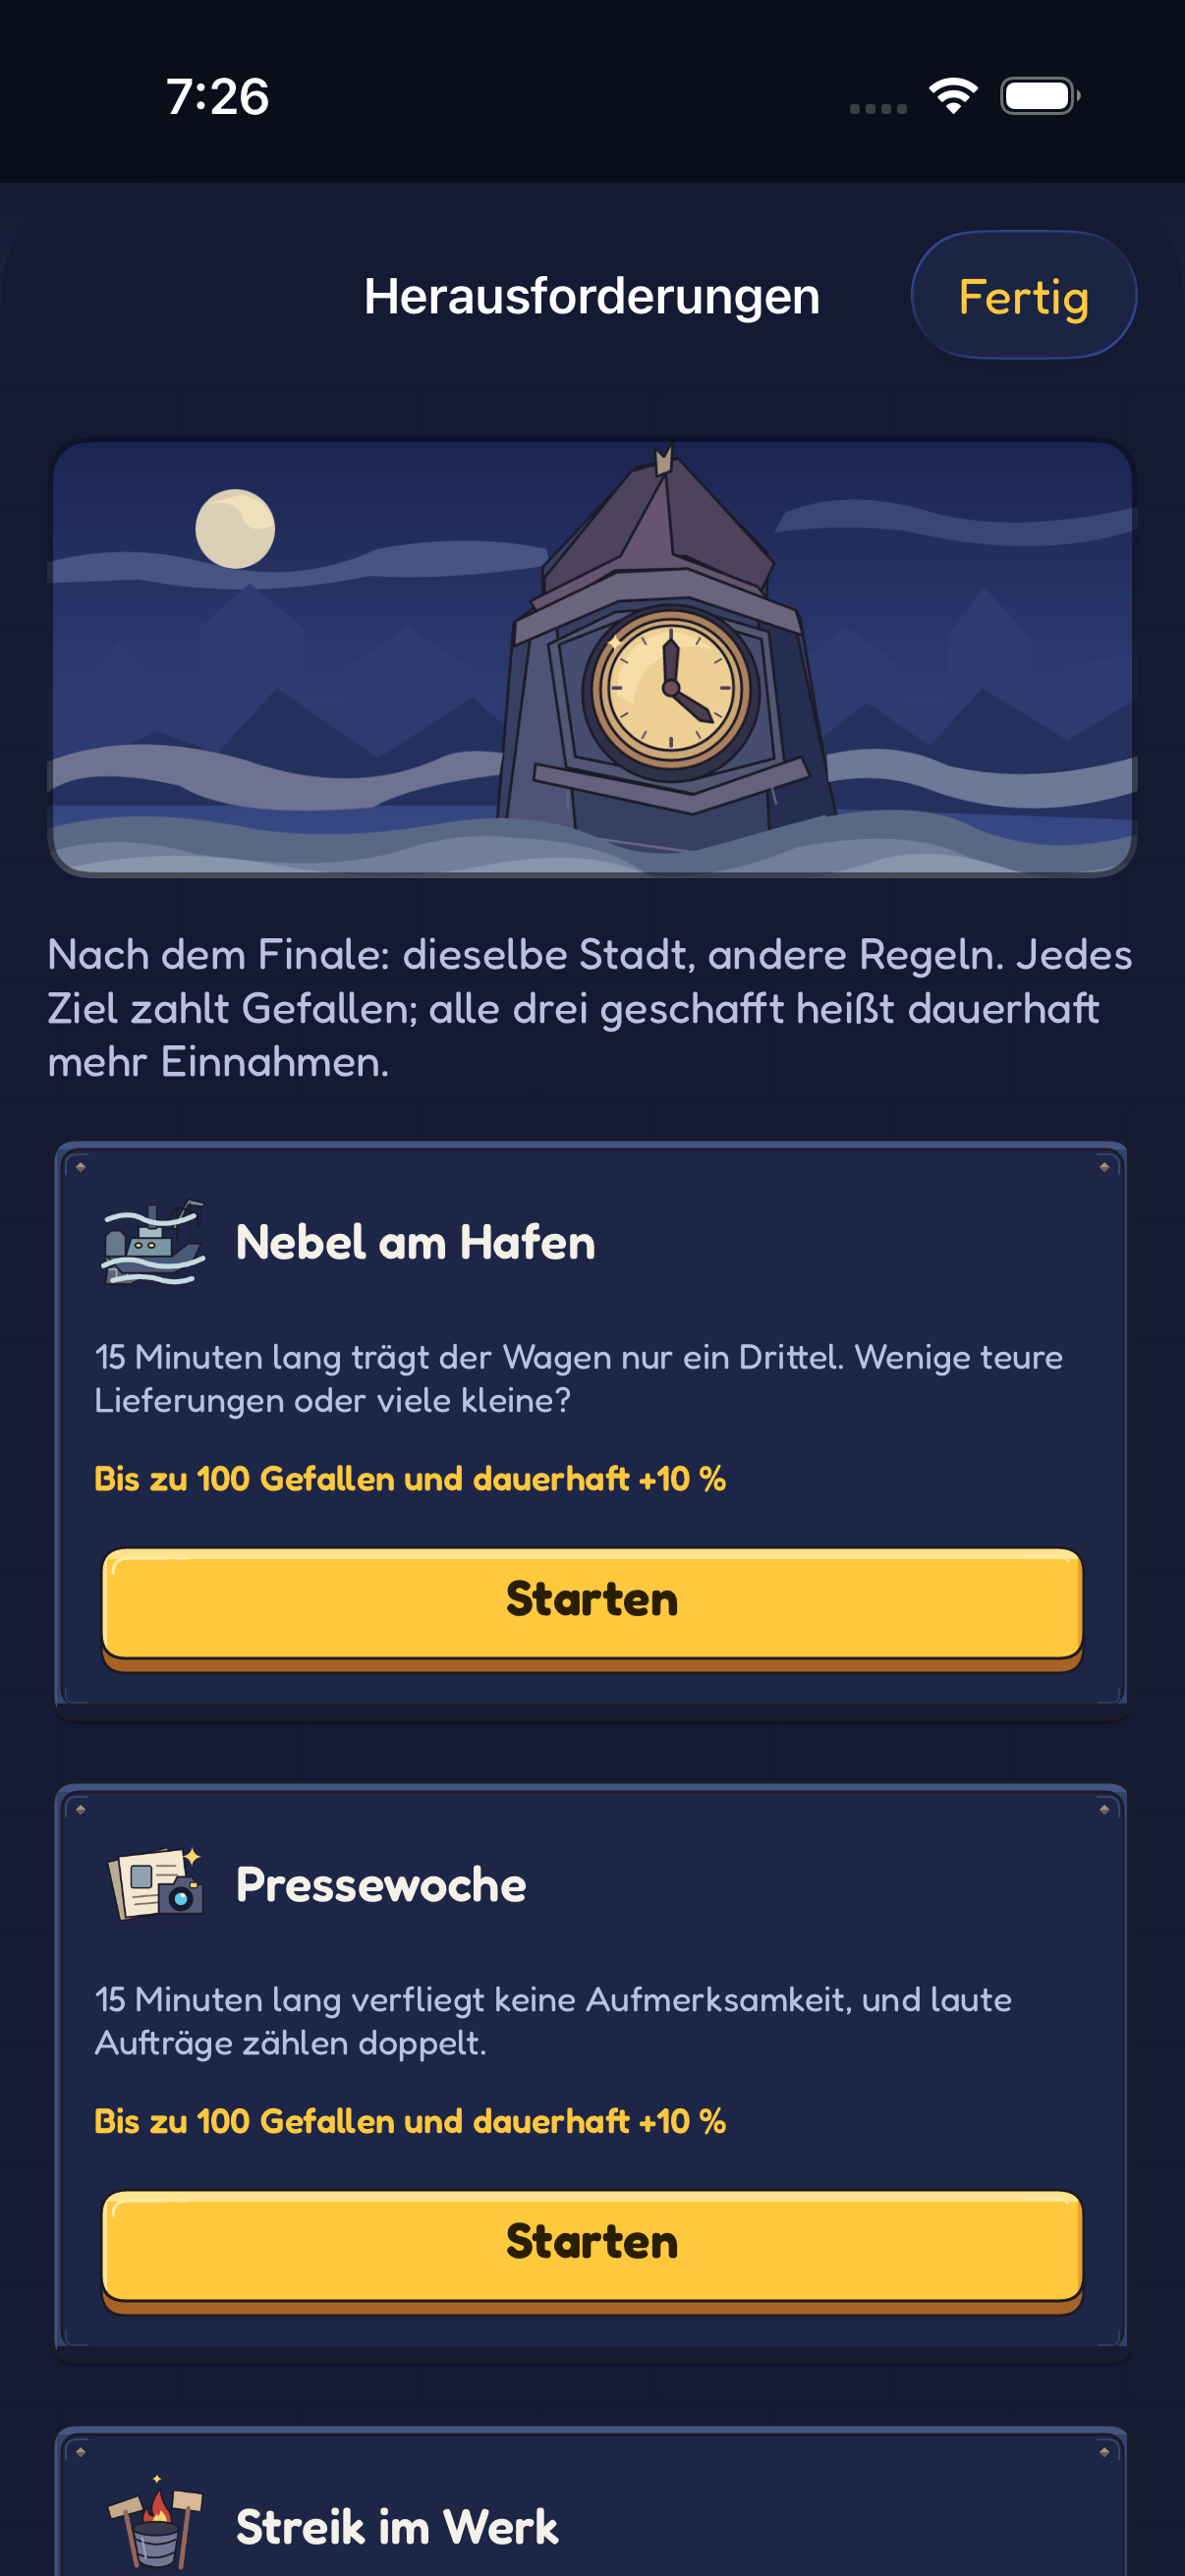 7:26
Herausforderungen
Fertig
Nach dem Finale: dieselbe Stadt, andere Regeln. Jedes
Ziel zahlt Gefallen; alle drei geschafft heißt dauerhaft
mehr Einnahmen.
Nebel am Hafen
15 Minuten lang trägt der Wagen nur ein Drittel. Wenige teure
Lieferungen oder viele kleine?
Bis zu 100 Gefallen und dauerhaft +10 %
Starten
Pressewoche
15 Minuten lang verfliegt keine Aufmerksamkeit, und laute
Aufträge zählen doppelt.
Bis zu 100 Gefallen und dauerhaft +10 %
Starten
Streik im Werk